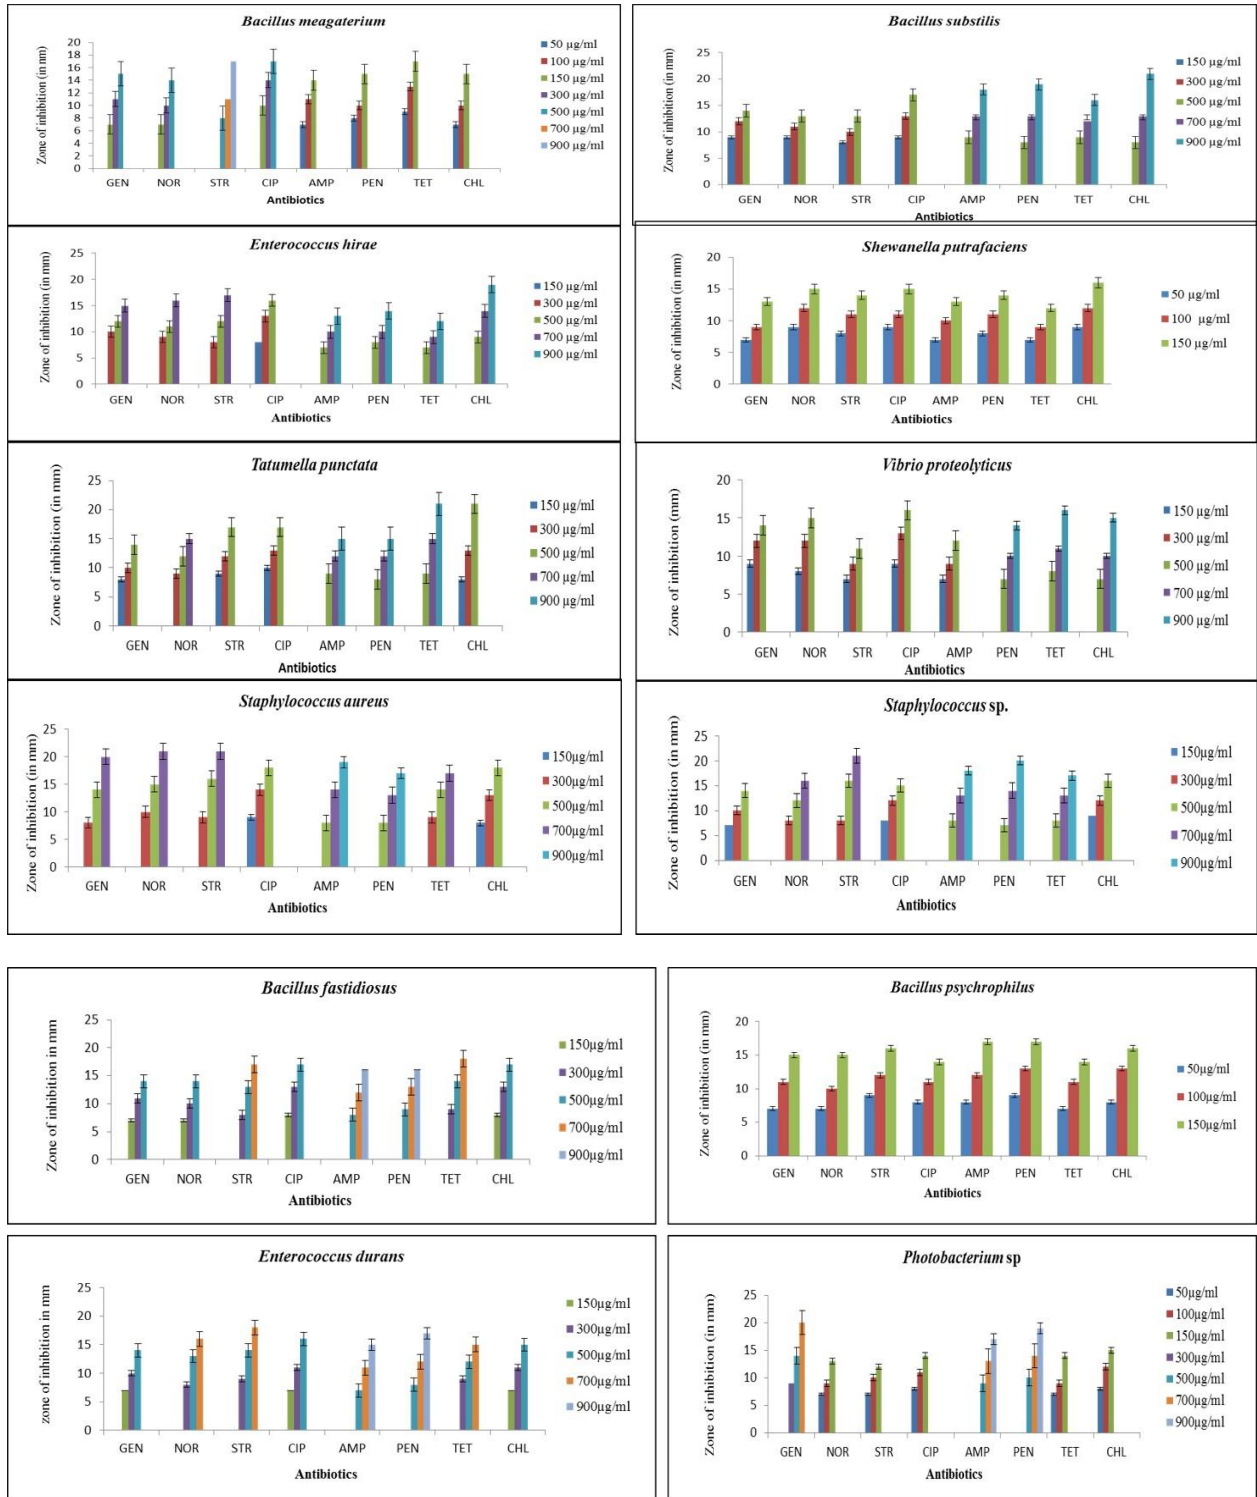 Bacillus meagaterium
Zone of inhibition (in mm)
20
18
16
14
12
10
8
6
4
2
0
GEN NOR STR CIP AMP PEN TET CHL
Antibiotics
50 µg/ml
100 µg/ml
150 µg/ml
300 µg/ml
500 µg/ml
700 µg/ml
900 µg/ml
Bacillus substilis
Zone of inhibition (in mm)
25
20
15
10
5
0
GEN NOR STR CIP AMP PEN TET CHL
Antibiotics
150 µg/ml
300 µg/ml
500 µg/ml
700 µg/ml
900 µg/ml
Enterococcus hirae
Zone of inhibition (in mm)
25
20
15
10
5
0
GEN NOR STR CIP AMP PEN TET CHL
Antibiotics
150 µg/ml
300 µg/ml
500 µg/ml
700 µg/ml
900 µg/ml
Shewanella putrafaciens
Zone of inhibition (in mm)
20
15
10
5
0
GEN NOR STR CIP AMP PEN TET CHL
Antibiotics
50 µg/ml
100 µg/ml
150 µg/ml
Tatumella punctata
Zone of inhibition (in mm)
25
20
15
10
5
0
GEN NOR STR CIP AMP PEN TET CHL
Antibiotics
150 µg/ml
300 µg/ml
500 µg/ml
700 µg/ml
900 µg/ml
Vibrio proteolyticus
Zone of inhibition (mm)
20
15
10
5
0
GEN NOR STR CIP AMP PEN TET CHL
Antibiotics
150 µg/ml
300 µg/ml
500 µg/ml
700 µg/ml
900 µg/ml
Staphylococcus aureus
Zone of inhibition (in mm)
25
20
15
10
5
0
GEN NOR STR CIP AMP PEN TET CHL
Antibiotics
150µg/ml
300µg/ml
500µg/ml
700µg/ml
900µg/ml
Staphylococcus sp.
Zone of inhibition (in mm)
25
20
15
10
5
0
GEN NOR STR CIP AMP PEN TET CHL
Antibiotics
150µg/ml
300µg/ml
500µg/ml
700µg/ml
900µg/ml
Bacillus fastidiosus
Zone of inhibition in mm
25
20
15
10
5
0
GEN NOR STR CIP AMP PEN TET CHL
Antibiotics
150µg/ml
300µg/ml
500µg/ml
700µg/ml
900µg/ml
Bacillus psychrophilus
Zone of inhibition (in mm)
20
15
10
5
0
GEN NOR STR CIP AMP PEN TET CHL
Antibiotics
50µg/ml
100µg/ml
150µg/ml
Enterococcus durans
zone of inhibition in mm
25
20
15
10
5
0
GEN NOR STR CIP AMP PEN TET CHL
Antibiotics
150µg/ml
300µg/ml
500µg/ml
700µg/ml
900µg/ml
Photobacterium sp
Zone of inhibition (in mm)
25
20
15
10
5
0
GEN NOR STR CIP AMP PEN TET CHL
Antibiotics
50µg/ml
100µg/ml
150µg/ml
300µg/ml
500µg/ml
700µg/ml
900µg/ml